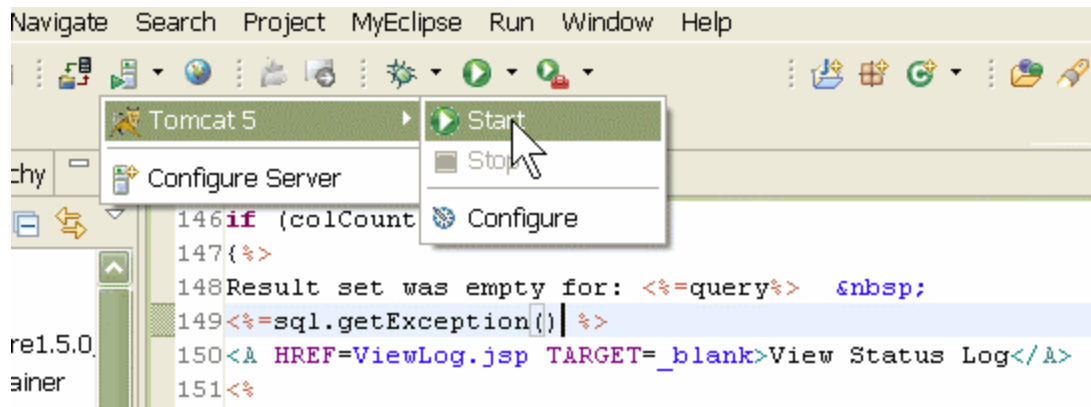 Navigate Search Project MyEclipse Run Window Help
Tomcat 5
Start
Stop
Configure Server
Configure
146 if (colCount
147 {%>
148 Result set was empty for: <%=query%> &nbsp;
149 <%=sql.getException() %>
150 <A HREF=ViewLog.jsp TARGET=_blank>View Status Log</A>
151 <%
chy
re1.5.0
ainer